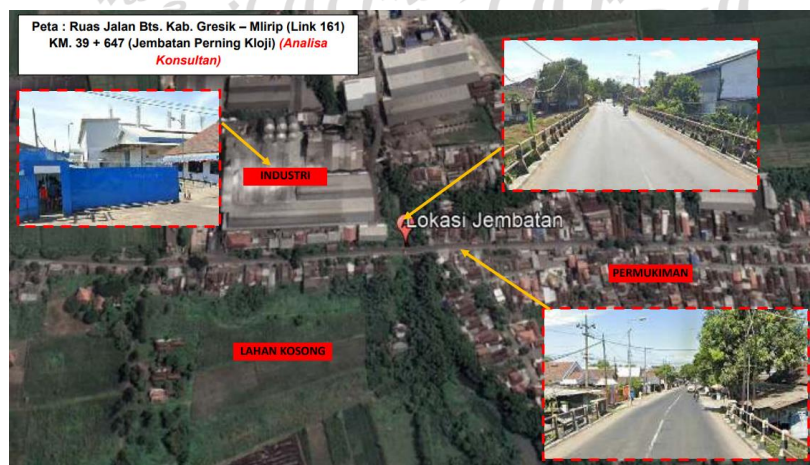 Peta : Ruas Jalan Bts. Kab. Gresik – Mlirip (Link 161)
KM. 39 + 647 (Jembatan Perning Kloji) (Analisa
Konsultan)
INDUSTRI
Lokasi Jembatan
PERMUKIMAN
LAHAN KOSONG